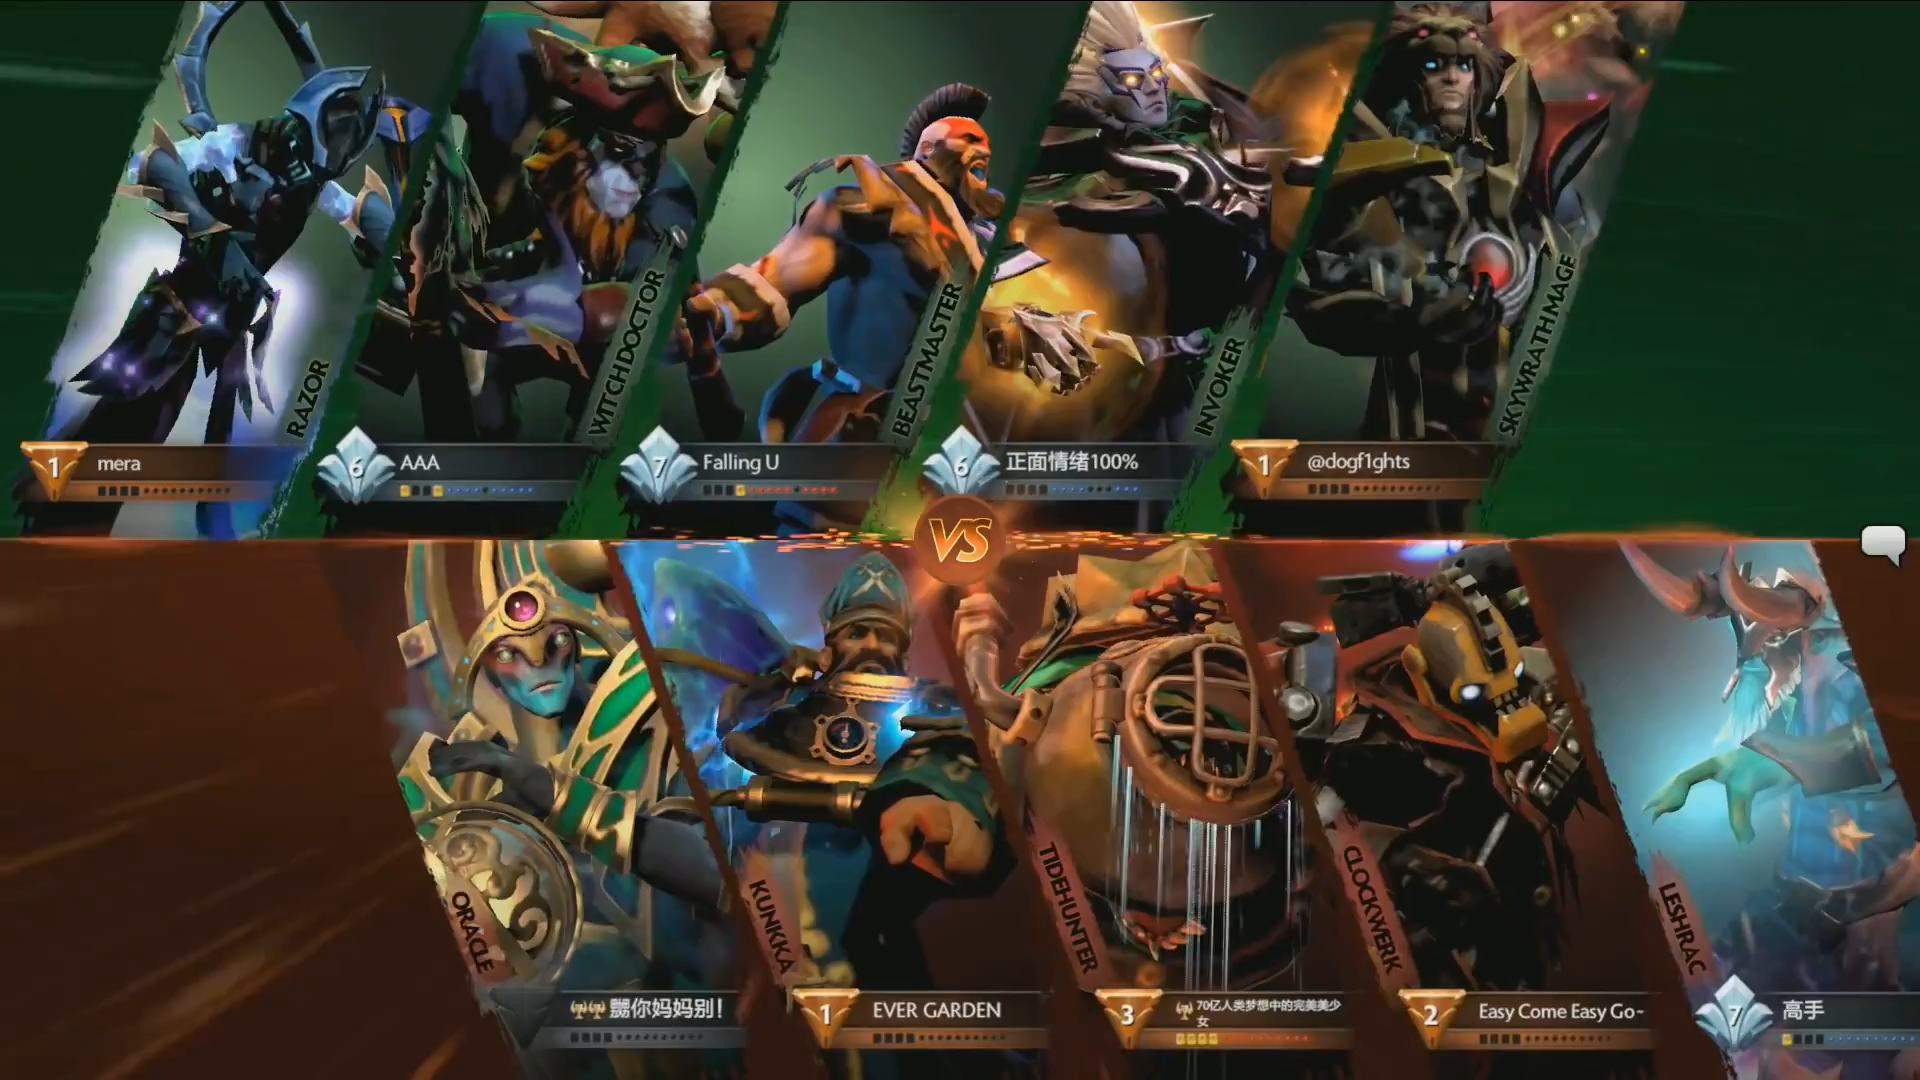 RAZOR
WITCH DOCTOR
BEASTMASTER
INVOKER
SKYWRATH MAGE
1 mera
6 AAA
7 Falling U
6 正面情绪100%
1 @dogf1ghts
VS
ORACLE
KUNKKA
TIDEHUNTER
CLOCKWERK
LESHRAC
嬲你妈妈别!
1 EVER GARDEN
3 70亿人类梦想中的完美美少
女
2 Easy Come Easy Go~
7 高手